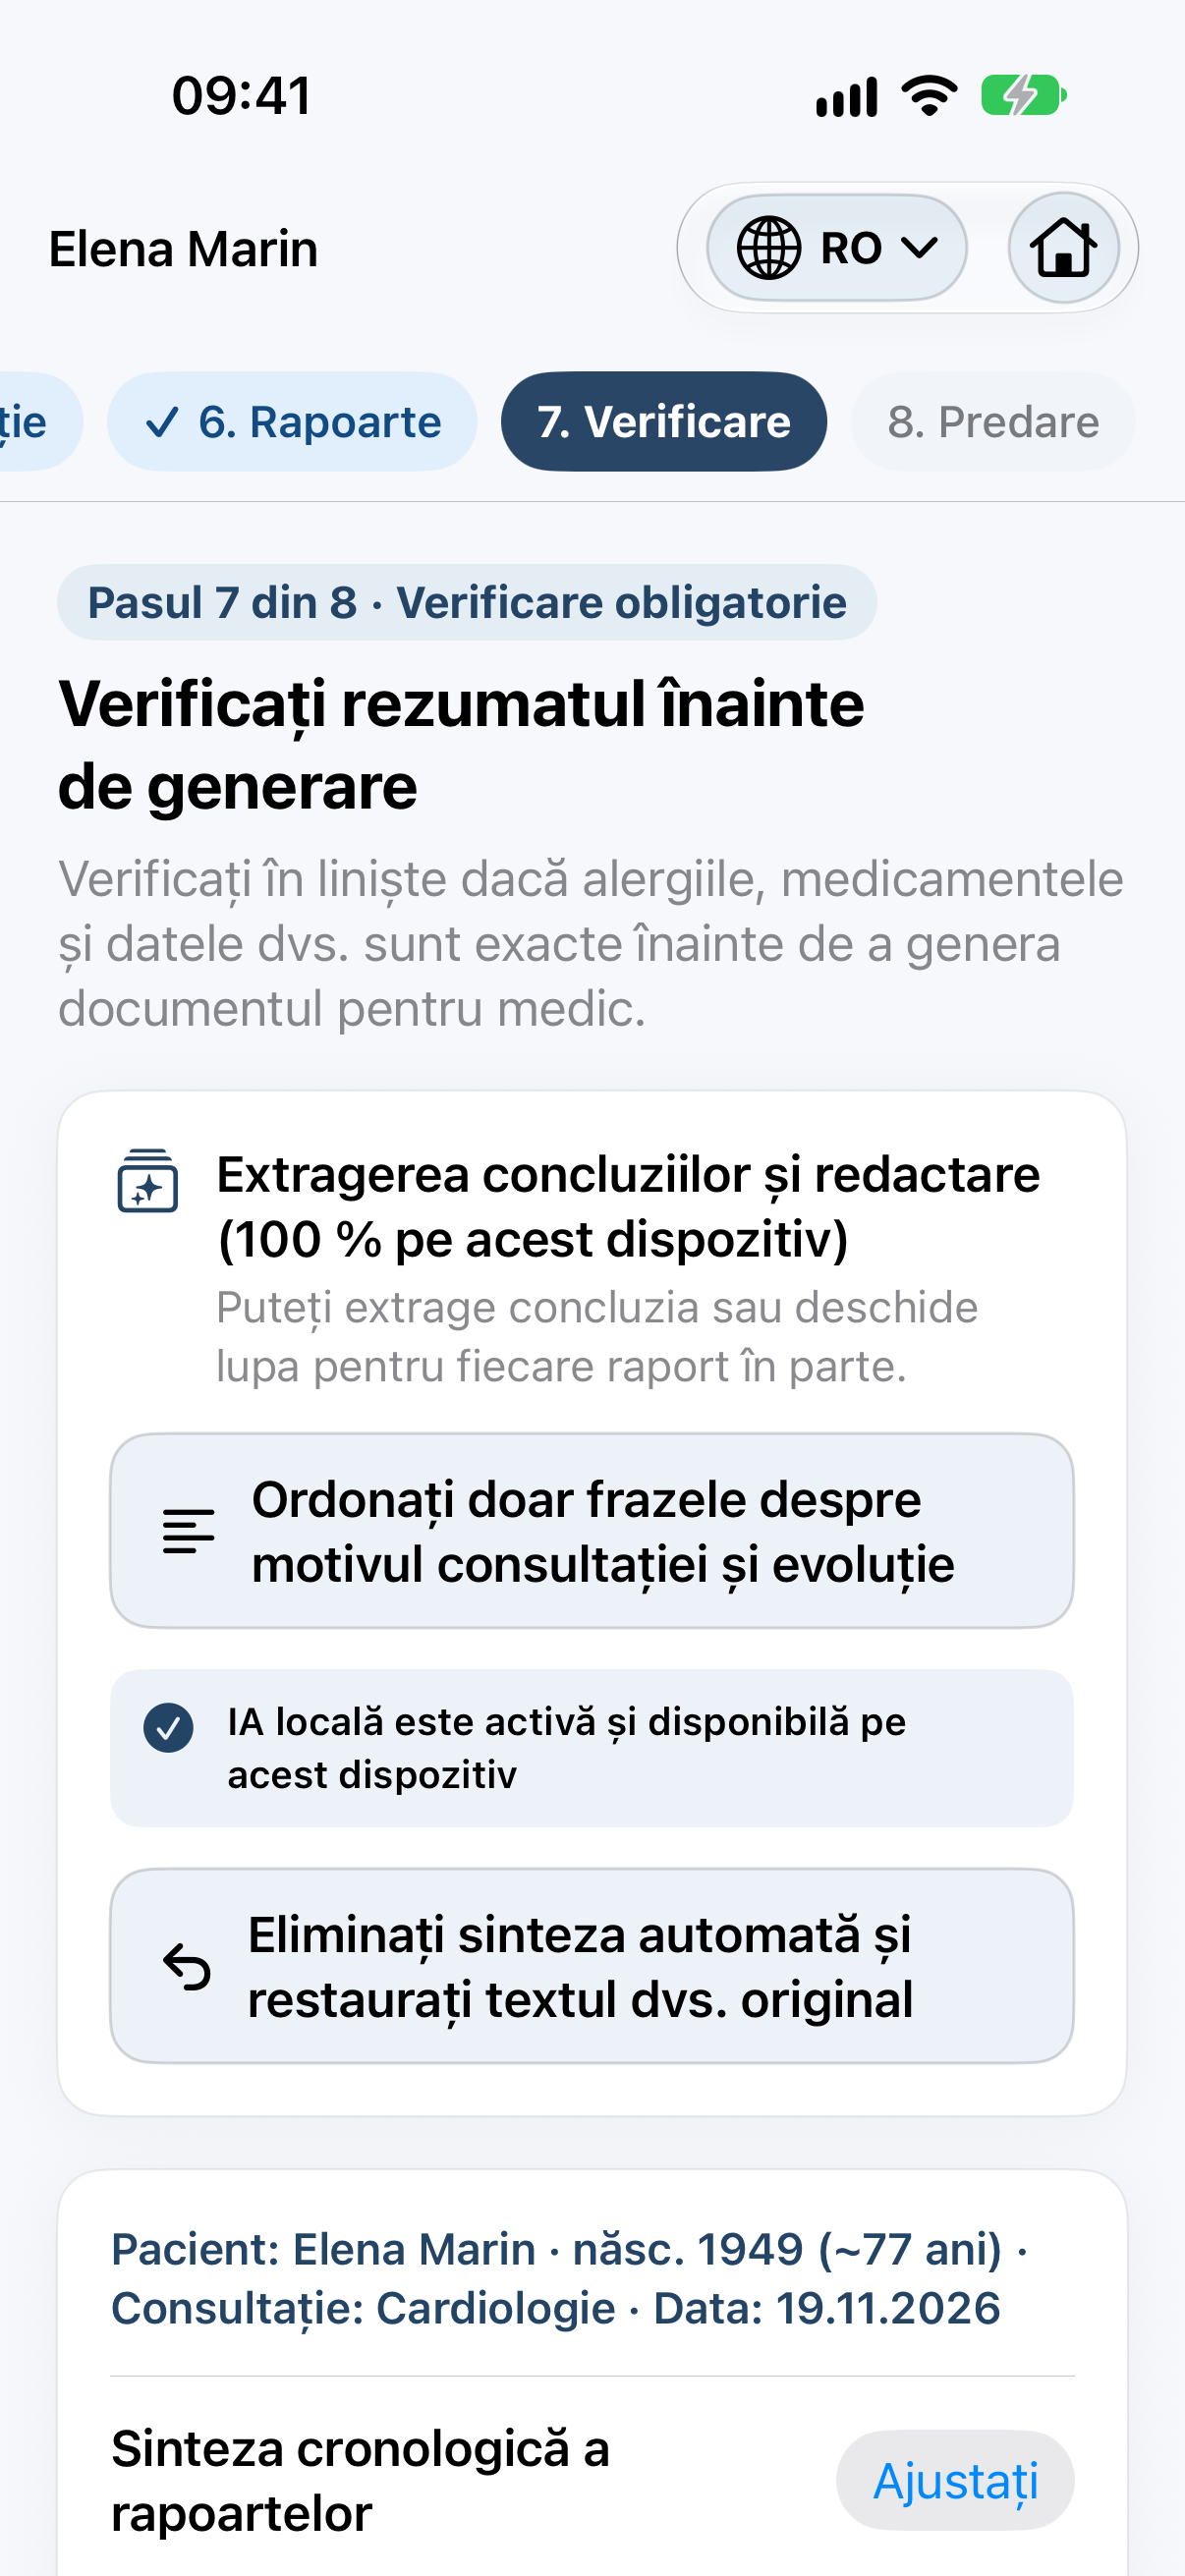 09:41
Elena Marin
RO
ție
✓ 6. Rapoarte
7. Verificare
8. Predare
Pasul 7 din 8 · Verificare obligatorie
Verificați rezumatul înainte
de generare
Verificați în liniște dacă alergiile, medicamentele
și datele dvs. sunt exacte înainte de a genera
documentul pentru medic.
Extragerea concluziilor și redactare
(100 % pe acest dispozitiv)
Puteți extrage concluzia sau deschide
lupa pentru fiecare raport în parte.
Ordonați doar frazele despre
motivul consultației și evoluție
IA locală este activă și disponibilă pe
acest dispozitiv
Eliminați sinteza automată și
restaurați textul dvs. original
Pacient: Elena Marin · născ. 1949 (~77 ani) ·
Consultație: Cardiologie · Data: 19.11.2026
Sinteza cronologică a
rapoartelor
Ajustați